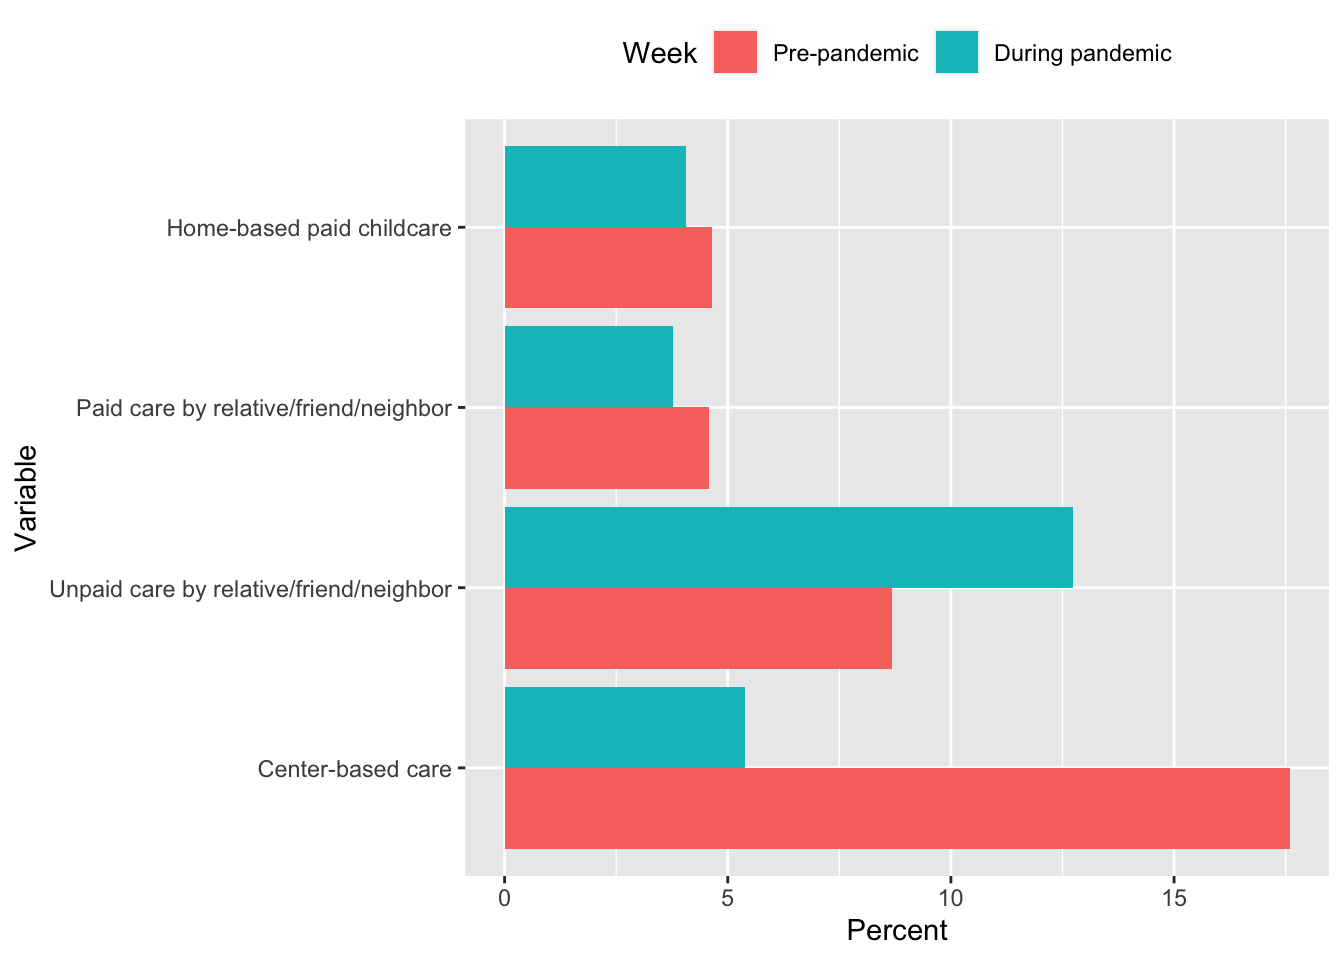 Week Pre-pandemic During pandemic
Home-based paid childcare
Paid care by relative/friend/neighbor
Variable
Unpaid care by relative/friend/neighbor
Center-based care
0 5 10 15
Percent